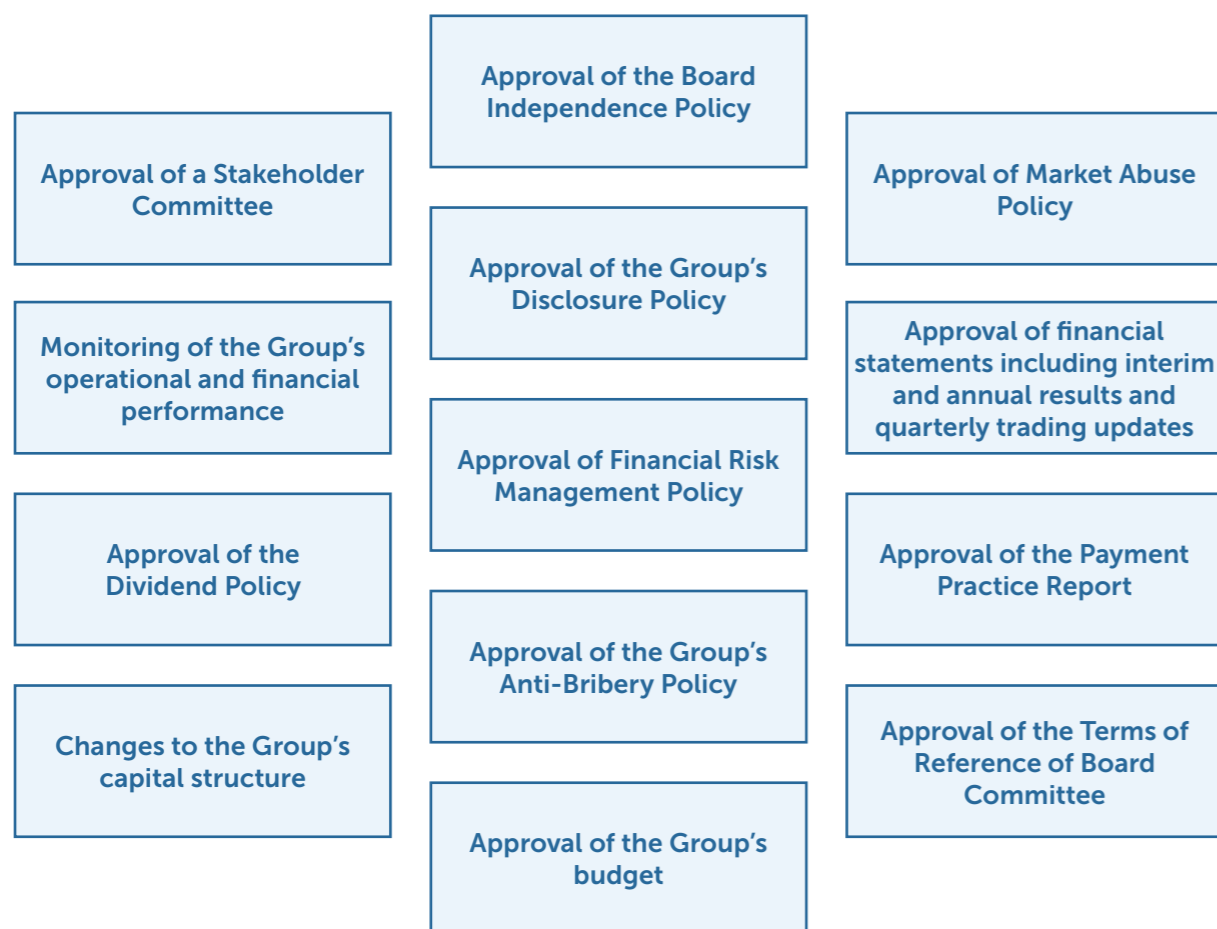 Approval of the Board
Independence Policy
Approval of a Stakeholder
Committee
Approval of Market Abuse
Policy
Approval of the Group’s
Disclosure Policy
Monitoring of the Group’s
operational and financial
performance
Approval of financial
statements including interim
and annual results and
quarterly trading updates
Approval of Financial Risk
Management Policy
Approval of the
Dividend Policy
Approval of the Payment
Practice Report
Approval of the Group’s
Anti-Bribery Policy
Changes to the Group’s
capital structure
Approval of the Terms of
Reference of Board
Committee
Approval of the Group’s
budget